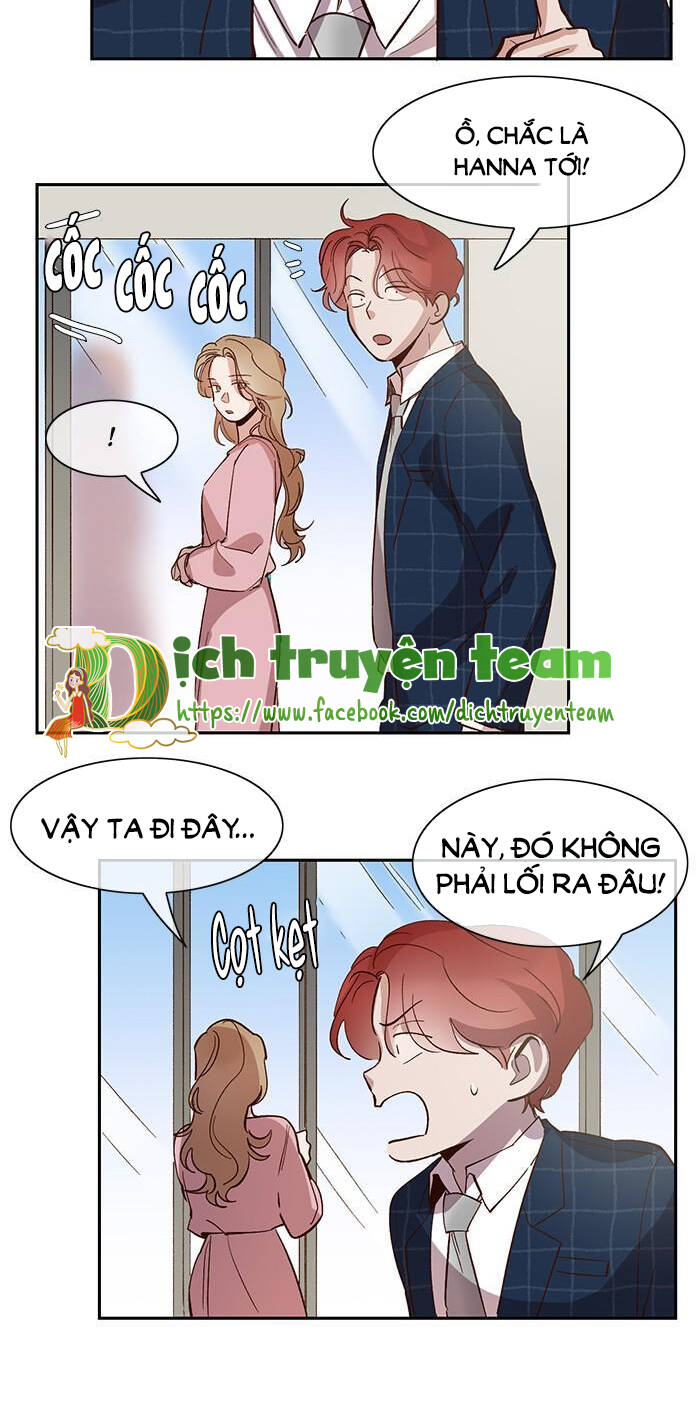 Ồ, CHẮC LÀ
HANNA TỚI!
CỐC CỐC CỐC
!
Dịch truyện team
https://www.facebook.com/dichtruyenteam
VẬY TA ĐI ĐÂY...
NÀY, ĐÓ KHÔNG
PHẢI LỐI RA ĐÂU!
Cọt kẹt